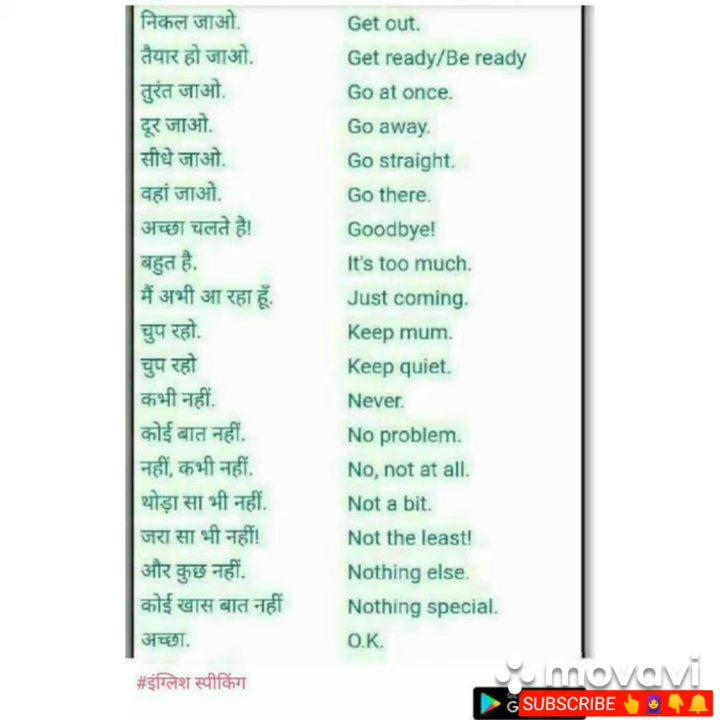 निकल जाओ. Get out.
तैयार हो जाओ. Get ready/Be ready
तुरंत जाओ. Go at once.
दूर जाओ. Go away.
सीधे जाओ. Go straight.
वहां जाओ. Go there.
अच्छा चलते है! Goodbye!
बहुत है. It's too much.
मैं अभी आ रहा हूँ. Just coming.
चुप रहो. Keep mum.
चुप रहो Keep quiet.
कभी नहीं. Never.
कोई बात नहीं. No problem.
नहीं, कभी नहीं. No, not at all.
थोड़ा सा भी नहीं. Not a bit.
जरा सा भी नहीं! Not the least!
और कुछ नहीं. Nothing else.
कोई खास बात नहीं Nothing special.
अच्छा. O.K.
#इंग्लिश स्पीकिंग
movavi
SUBSCRIBE